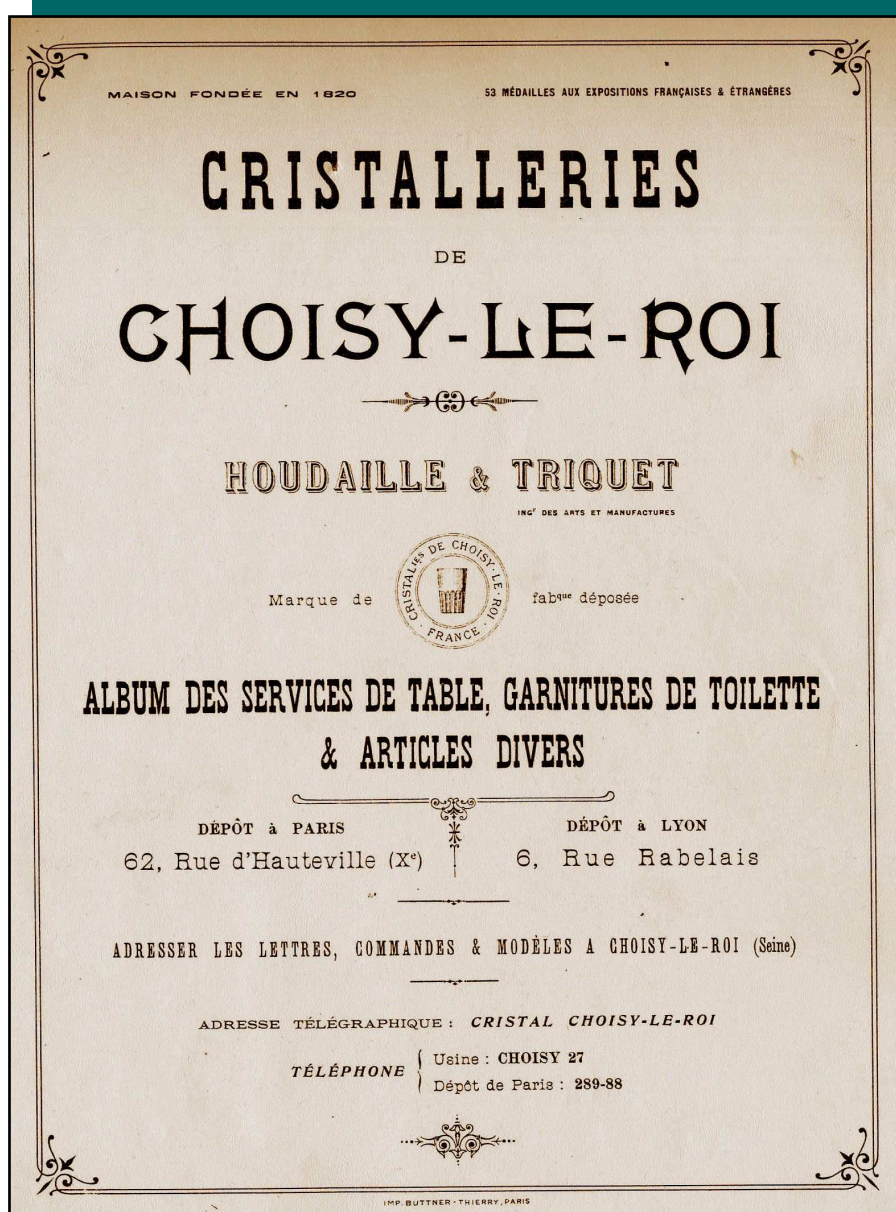 MAISON FONDÉE EN 1820
53 MÉDAILLES AUX EXPOSITIONS FRANÇAISES & ÉTRANGÈRES
CRISTALLERIES
DE
CHOISY-LE-ROI
HOUDAILLE & TRIQUET
INGr DES ARTS ET MANUFACTURES
Marque de
CRISTALIES DE CHOISY-LE-ROI
FRANCE
fabque déposée
ALBUM DES SERVICES DE TABLE, GARNITURES DE TOILETTE
& ARTICLES DIVERS
DÉPÔT à PARIS
62, Rue d'Hauteville (Xe)
DÉPÔT à LYON
6, Rue Rabelais
ADRESSER LES LETTRES, COMMANDES & MODÈLES A CHOISY-LE-ROI (Seine)
ADRESSE TÉLÉGRAPHIQUE : CRISTAL CHOISY-LE-ROI
TÉLÉPHONE
Usine : CHOISY 27
Dépôt de Paris : 289-88
IMP. BUTTNER-THIERRY, PARIS